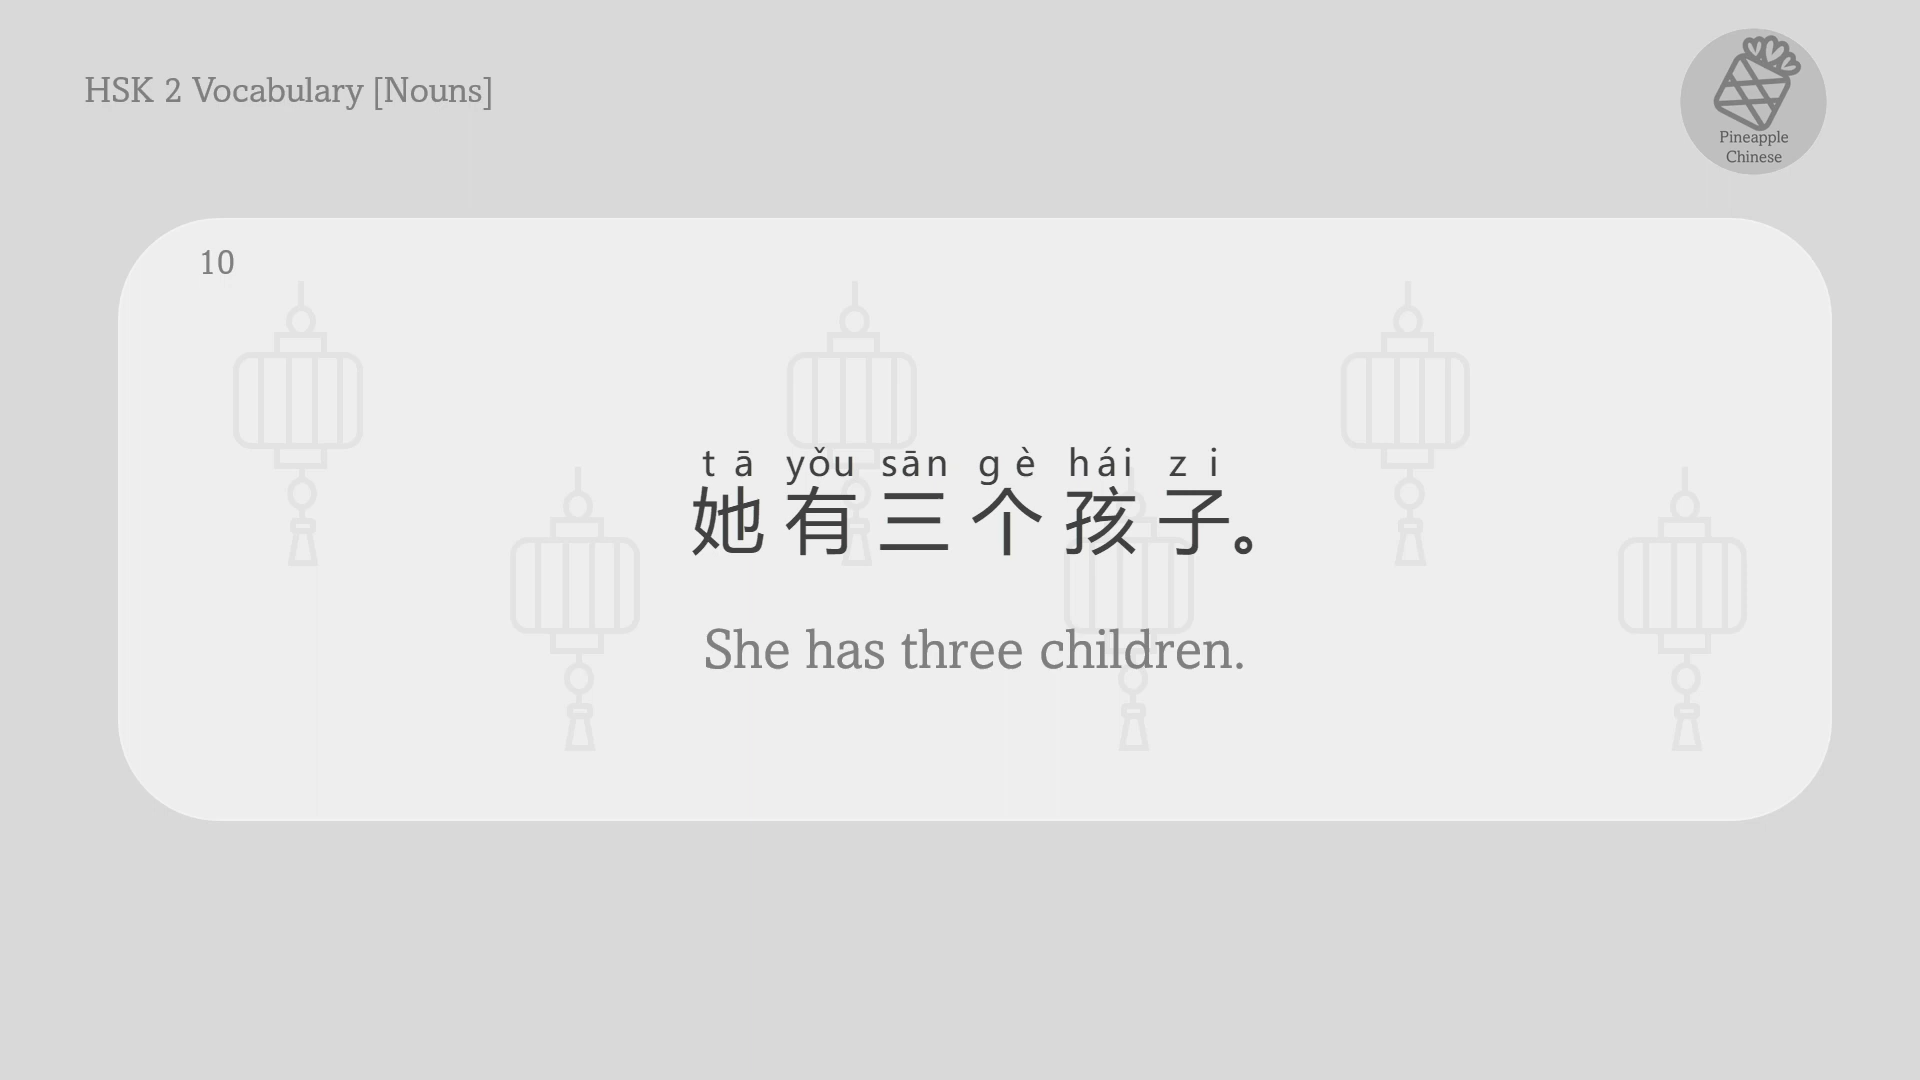 HSK 2 Vocabulary [Nouns]
Pineapple
Chinese
10
tā yǒu sān gè hái zi
她有三个孩子。
She has three children.